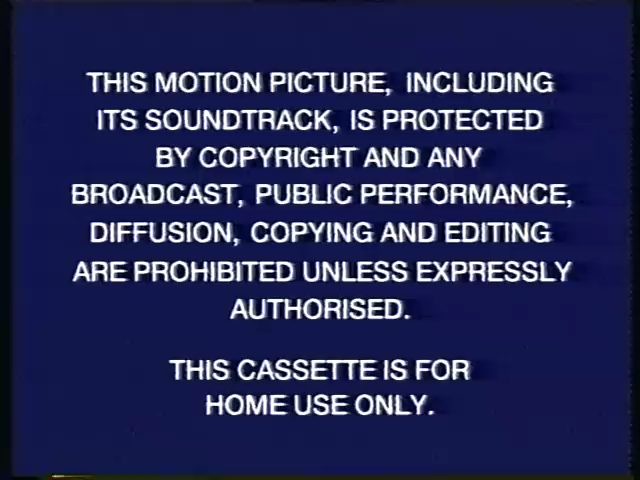 THIS MOTION PICTURE, INCLUDING
ITS SOUNDTRACK, IS PROTECTED
BY COPYRIGHT AND ANY
BROADCAST, PUBLIC PERFORMANCE,
DIFFUSION, COPYING AND EDITING
ARE PROHIBITED UNLESS EXPRESSLY
AUTHORISED.
THIS CASSETTE IS FOR
HOME USE ONLY.